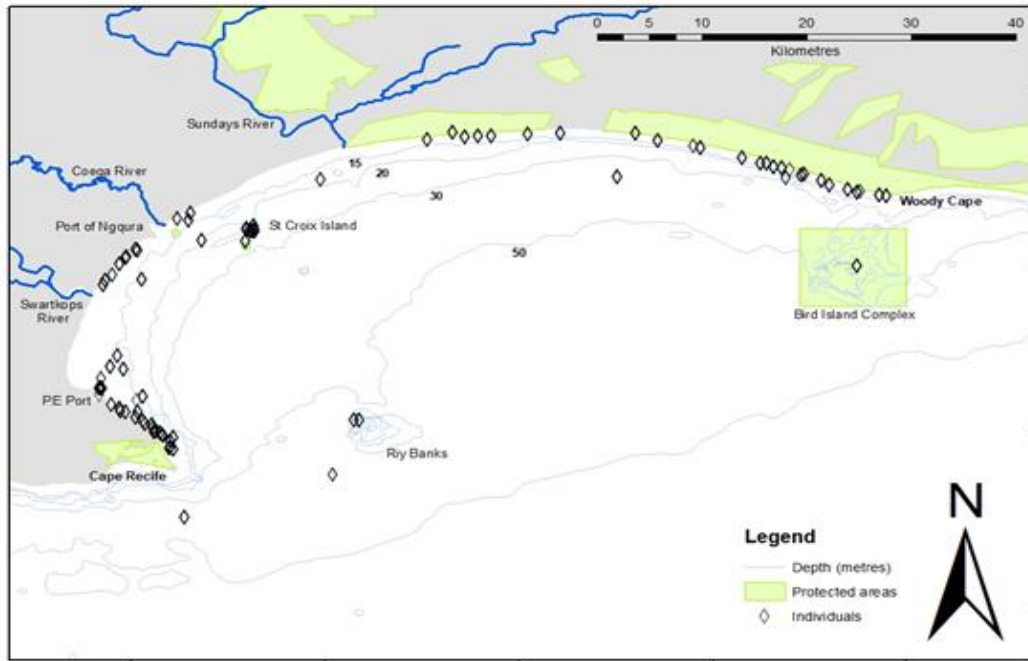 0 5 10 20 30 40
Kilometres
Sundays River
Coega River
15
20
30
Port of Ngqura
St Croix Island
Woody Cape
50
Swartkops
River
Bird Island Complex
P.E Port
Riy Banks
Cape Recife
N
Legend
Depth (metres)
Protected areas
Individuals